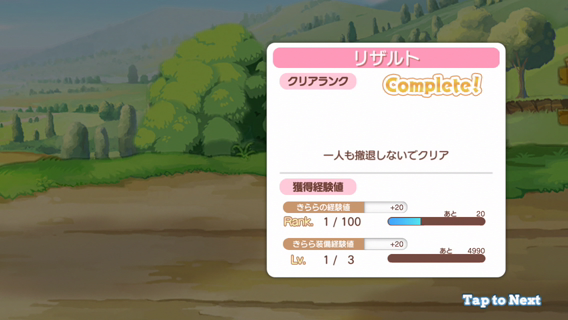 リザルト
クリアランク
Complete!
一人も撤退しないでクリア
獲得経験値
きららの経験値 +20
Rank. 1 / 100 あと 20
きらら装備経験値 +20
Lv. 1 / 3 あと 4990
Tap to Next